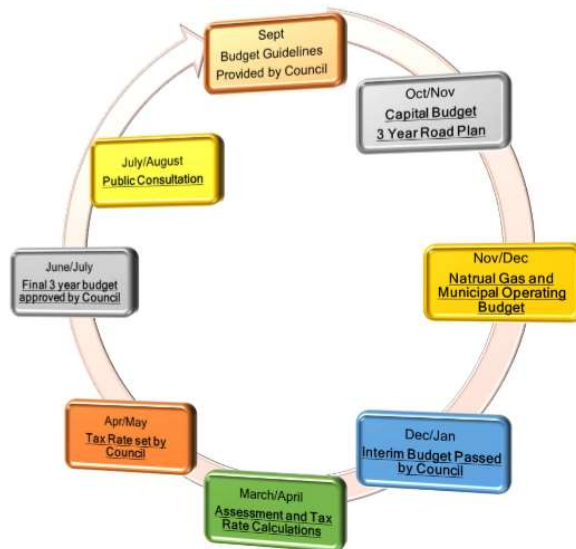 Sept
Budget Guidelines
Provided by Council
Oct/Nov
Capital Budget
3 Year Road Plan
Nov/Dec
Natrual Gas and
Municipal Operating
Budget
Dec/Jan
Interim Budget Passed
by Council
March/April
Assessment and Tax
Rate Calculations
Apr/May
Tax Rate set by
Council
June/July
Final 3 year budget
approved by Council
July/August
Public Consultation